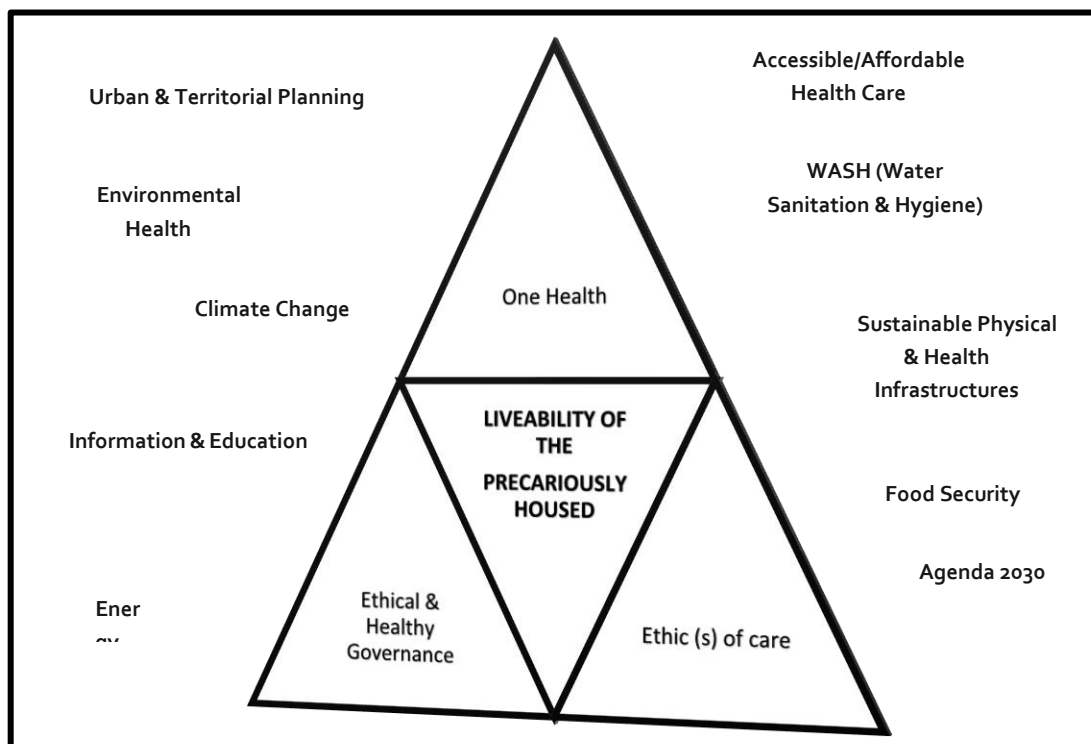 Urban & Territorial Planning
Environmental
Health
Climate Change
Information & Education
Ener
Accessible/Affordable
Health Care
WASH (Water
Sanitation & Hygiene)
Sustainable Physical
& Health
Infrastructures
Food Security
Agenda 2030
One Health
LIVEABILITY OF
THE
PRECARIOUSLY
HOUSED
Ethical &
Healthy
Governance
Ethic (s) of care